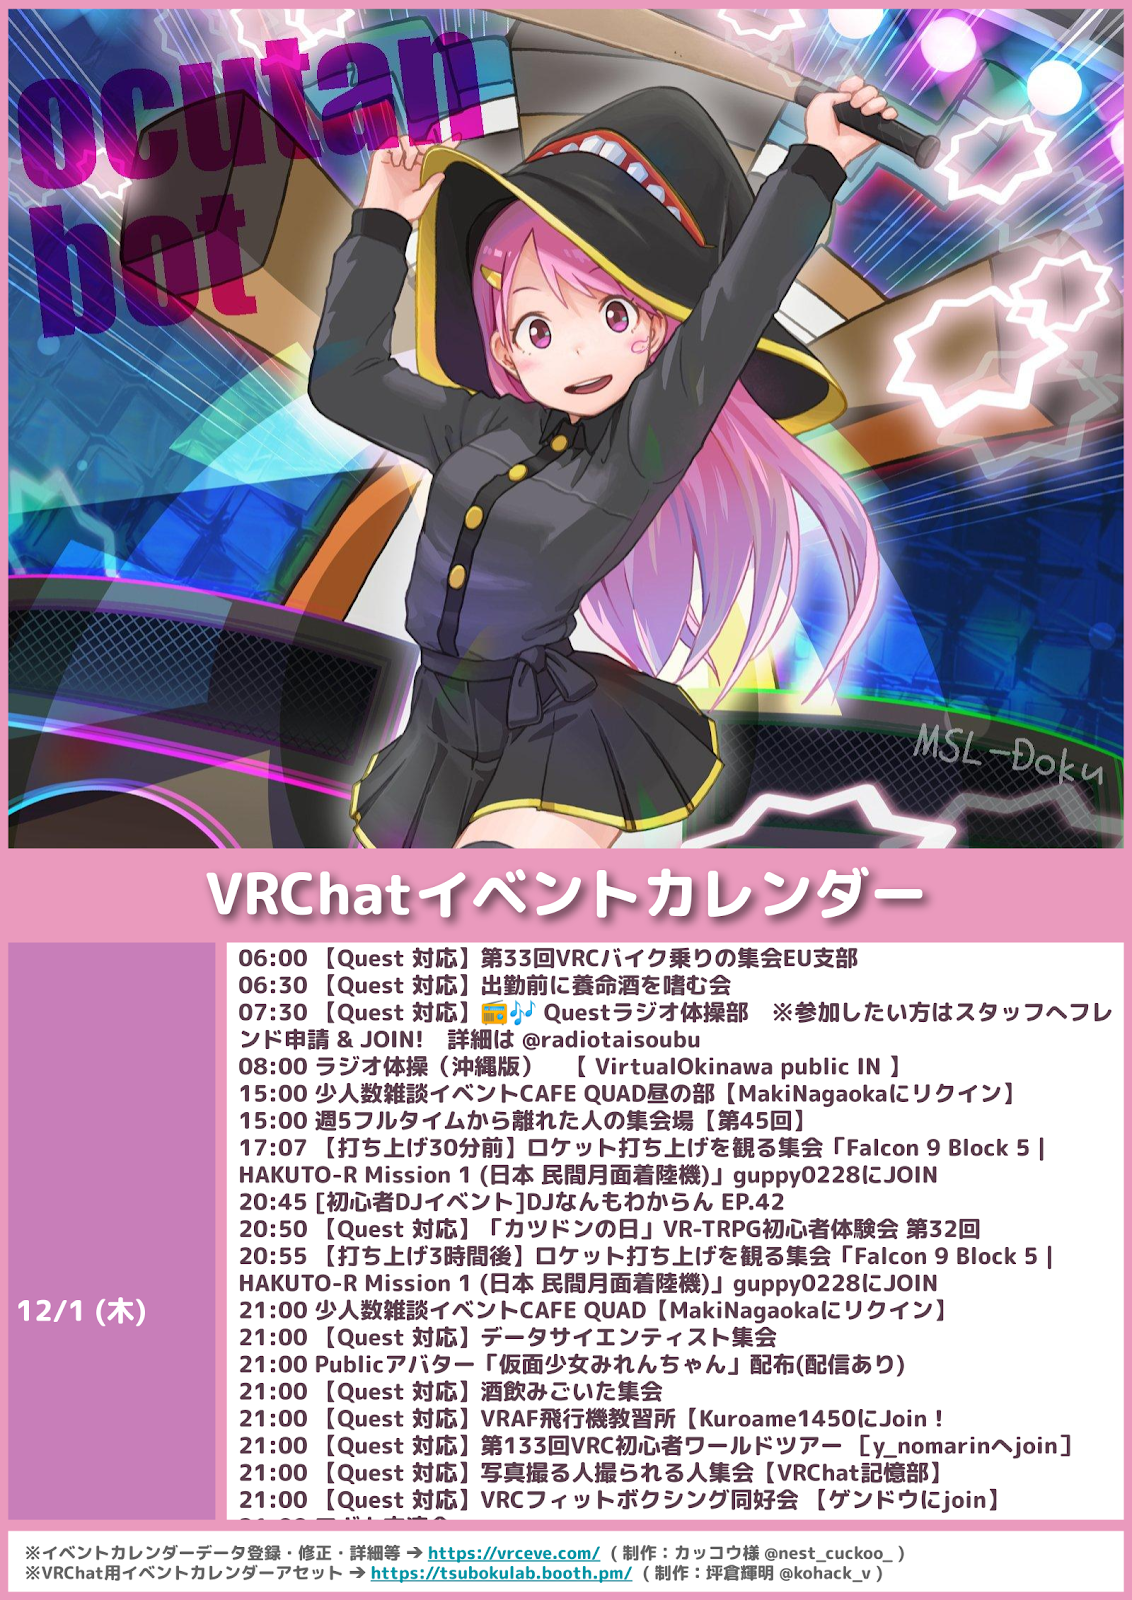 ocutan
bot
MSL-Doku
VRChatイベントカレンダー
12/1 (木)
06:00 【Quest 対応】第33回VRCバイク乗りの集会EU支部
06:30 【Quest 対応】出勤前に養命酒を嗜む会
07:30 【Quest 対応】📻🎶 Questラジオ体操部　※参加したい方はスタッフへフレ
ンド申請 & JOIN!　詳細は @radiotaisoubu
08:00 ラジオ体操（沖縄版）　【 VirtualOkinawa public IN 】
15:00 少人数雑談イベントCAFE QUAD昼の部【MakiNagaokaにリクイン】
15:00 週5フルタイムから離れた人の集会場【第45回】
17:07 【打ち上げ30分前】ロケット打ち上げを観る集会「Falcon 9 Block 5 |
HAKUTO-R Mission 1 (日本 民間月面着陸機)」guppy0228にJOIN
20:45 [初心者DJイベント]DJなんもわからん EP.42
20:50 【Quest 対応】「カツドンの日」VR-TRPG初心者体験会 第32回
20:55 【打ち上げ3時間後】ロケット打ち上げを観る集会「Falcon 9 Block 5 |
HAKUTO-R Mission 1 (日本 民間月面着陸機)」guppy0228にJOIN
21:00 少人数雑談イベントCAFE QUAD【MakiNagaokaにリクイン】
21:00 【Quest 対応】データサイエンティスト集会
21:00 Publicアバター「仮面少女みれんちゃん」配布(配信あり)
21:00 【Quest 対応】酒飲みごいた集会
21:00 【Quest 対応】VRAF飛行機教習所【Kuroame1450にJoin！
21:00 【Quest 対応】第133回VRC初心者ワールドツアー ［y_nomarinへjoin］
21:00 【Quest 対応】写真撮る人撮られる人集会【VRChat記憶部】
21:00 【Quest 対応】VRCフィットボクシング同好会 【ゲンドウにjoin】
※イベントカレンダーデータ登録・修正・詳細等 ➔ https://vrceve.com/ （ 制作：カッコウ様 @nest_cuckoo_ ）
※VRChat用イベントカレンダーアセット ➔ https://tsubokulab.booth.pm/ （ 制作：坪倉輝明 @kohack_v ）